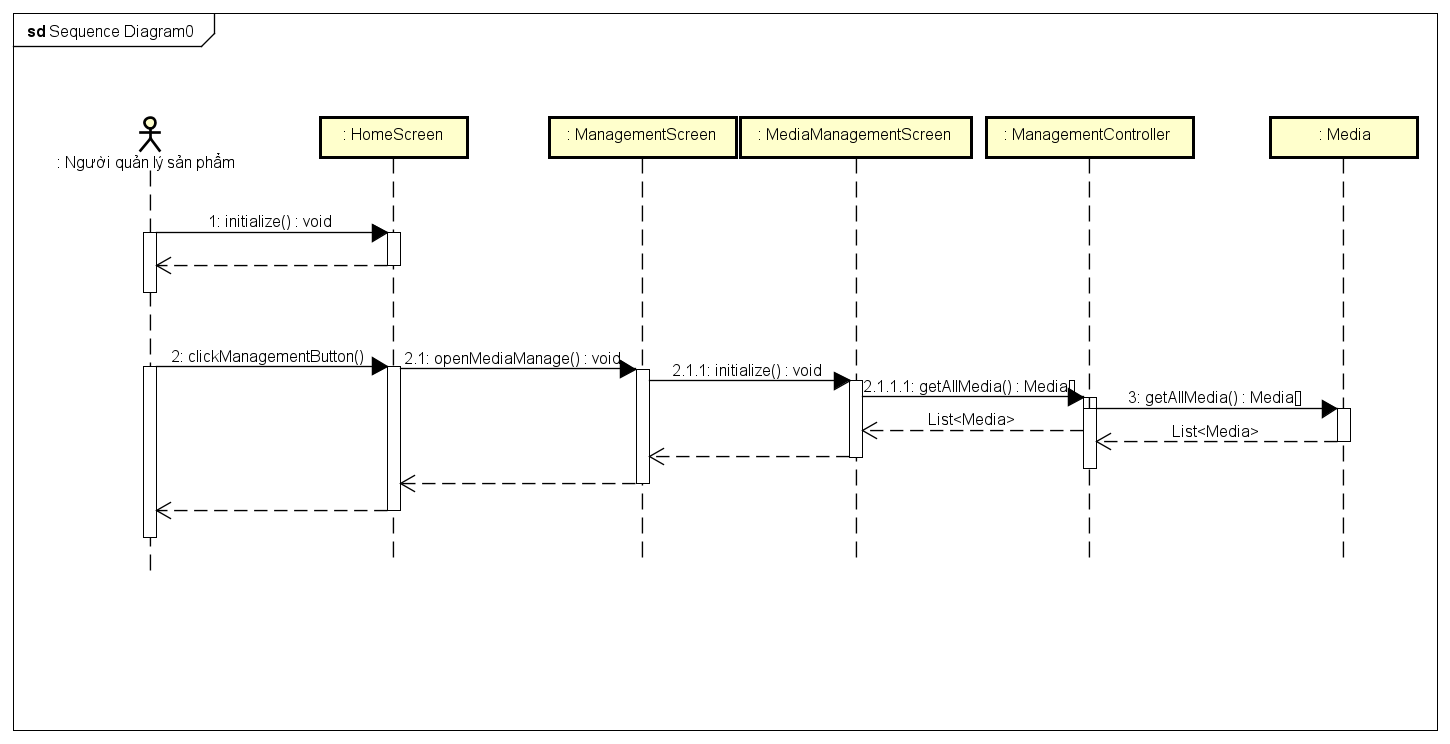 sd Sequence Diagram0
: Người quản lý sản phẩm
: HomeScreen
: ManagementScreen
: MediaManagementScreen
: ManagementController
: Media
1: initialize() : void
2: clickManagementButton()
2.1: openMediaManage() : void
2.1.1: initialize() : void
2.1.1.1: getAllMedia() : Media[]
3: getAllMedia() : Media[]
List<Media>
List<Media>